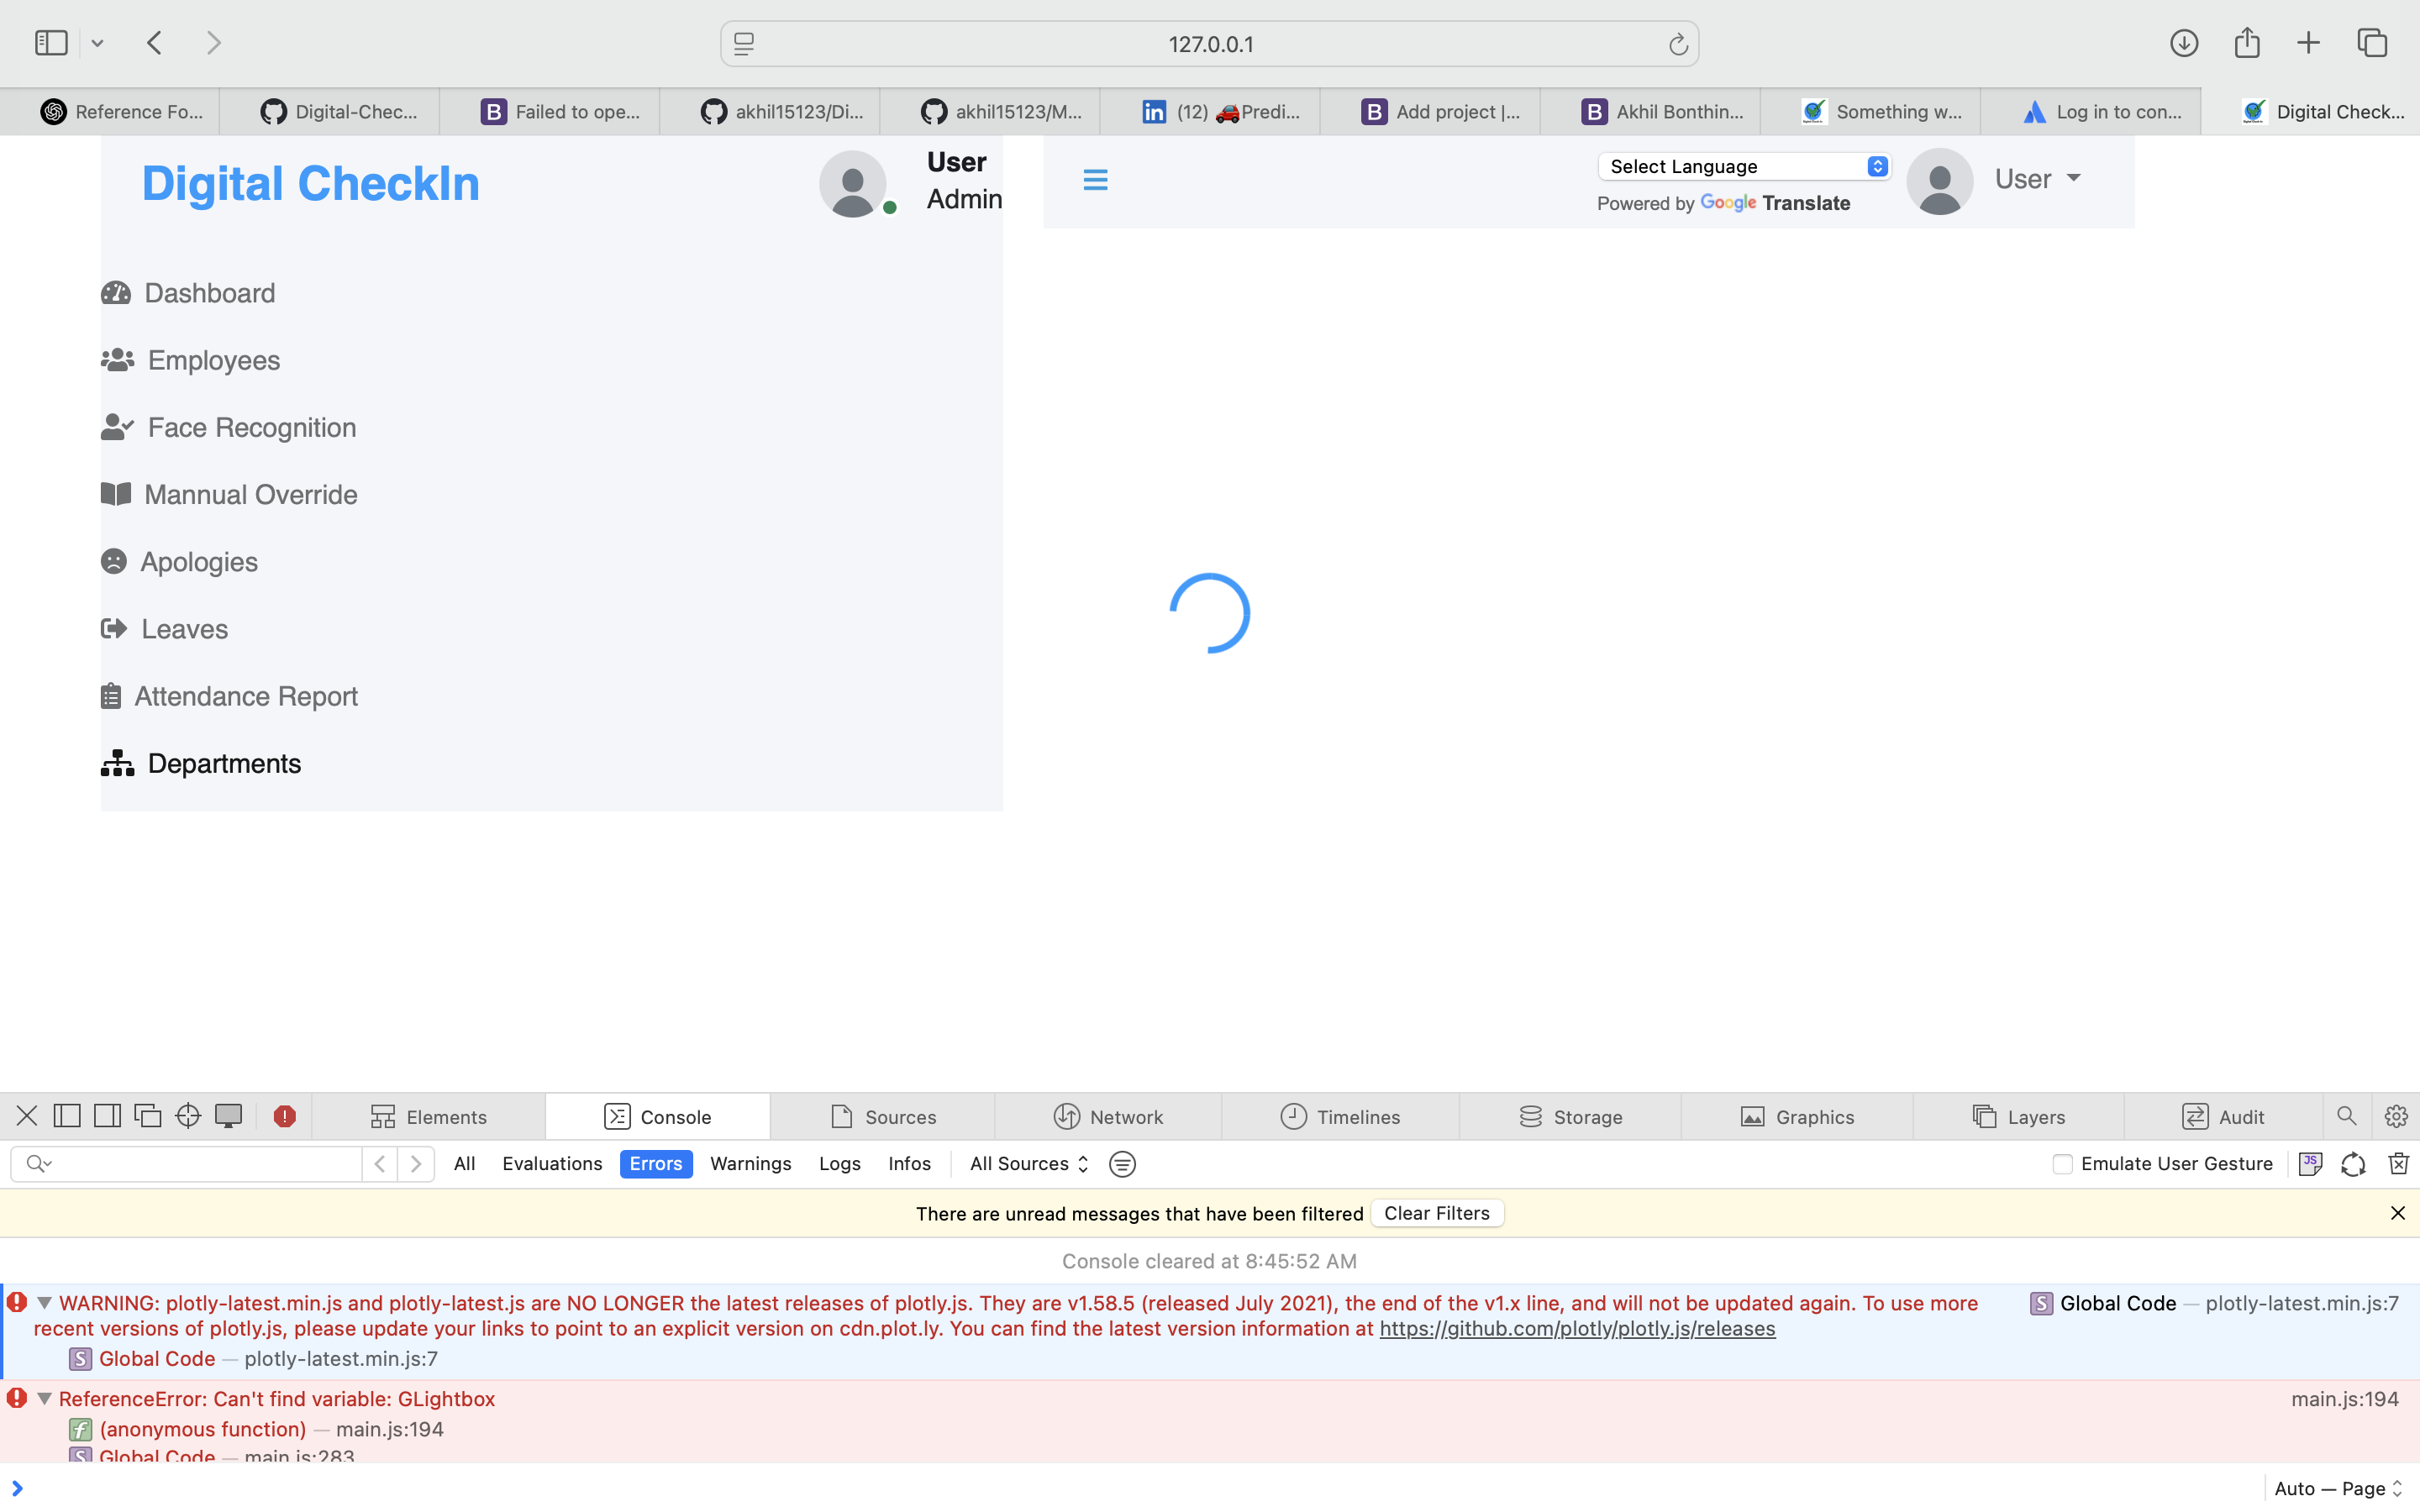 127.0.0.1
Reference Fo...
Digital-Chec...
Failed to ope...
akhil15123/Di...
akhil15123/M...
(12) 🚗Predi...
Add project |...
Akhil Bonthin...
Something w...
Log in to con...
Digital Check...
Digital CheckIn
User
Admin
Select Language
Powered by Google Translate
User
Dashboard
Employees
Face Recognition
Mannual Override
Apologies
Leaves
Attendance Report
Departments
Elements
Console
Sources
Network
Timelines
Storage
Graphics
Layers
Audit
All Evaluations Errors Warnings Logs Infos All Sources
Emulate User Gesture
There are unread messages that have been filtered Clear Filters
Console cleared at 8:45:52 AM
WARNING: plotly-latest.min.js and plotly-latest.js are NO LONGER the latest releases of plotly.js. They are v1.58.5 (released July 2021), the end of the v1.x line, and will not be updated again. To use more
recent versions of plotly.js, please update your links to point to an explicit version on cdn.plot.ly. You can find the latest version information at https://github.com/plotly/plotly.js/releases
S Global Code — plotly-latest.min.js:7
S Global Code — plotly-latest.min.js:7
ReferenceError: Can't find variable: GLightbox
main.js:194
f (anonymous function) — main.js:194
S Global Code — main.js:283
Auto — Page